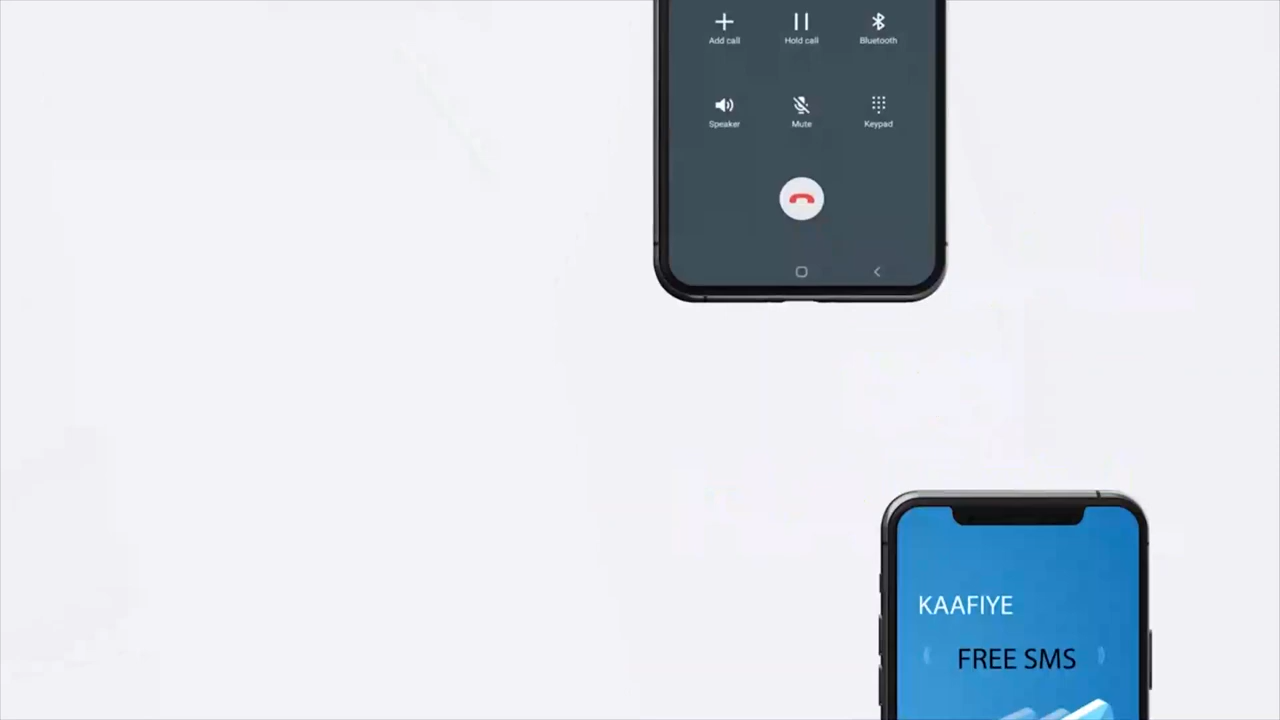 Add call Hold call Bluetooth
Speaker Mute Keypad
KAAFIYE
FREE SMS